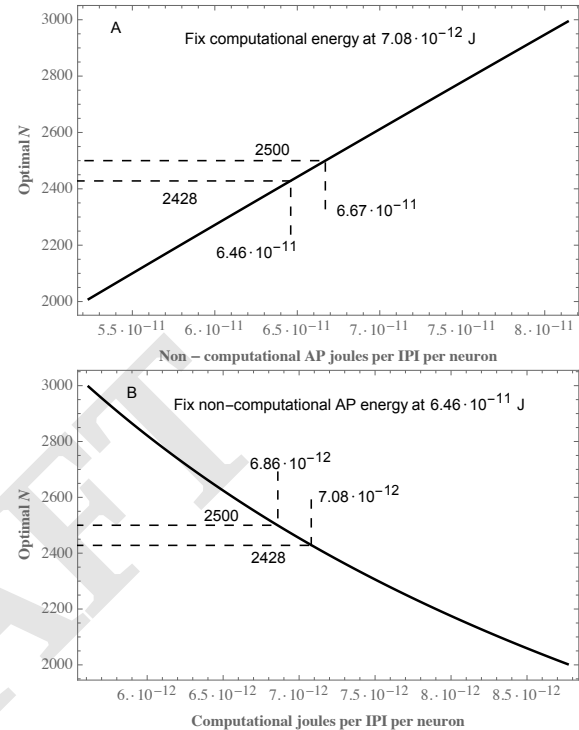 3000
A
Fix computational energy at 7.08·10⁻¹² J
2800
2600
2500
2400
2428
6.67·10⁻¹¹
2200
6.46·10⁻¹¹
2000
Optimal N
5.5·10⁻¹¹ 6.0·10⁻¹¹ 6.5·10⁻¹¹ 7.0·10⁻¹¹ 7.5·10⁻¹¹ 8.0·10⁻¹¹
Non − computational AP joules per IPI per neuron
3000
B
Fix non−computational AP energy at 6.46·10⁻¹¹ J
2800
6.86·10⁻¹²
7.08·10⁻¹²
2600
2500
2400
2428
2200
2000
Optimal N
6.·10⁻¹² 6.5·10⁻¹² 7.·10⁻¹² 7.5·10⁻¹² 8.·10⁻¹² 8.5·10⁻¹²
Computational joules per IPI per neuron
AFT